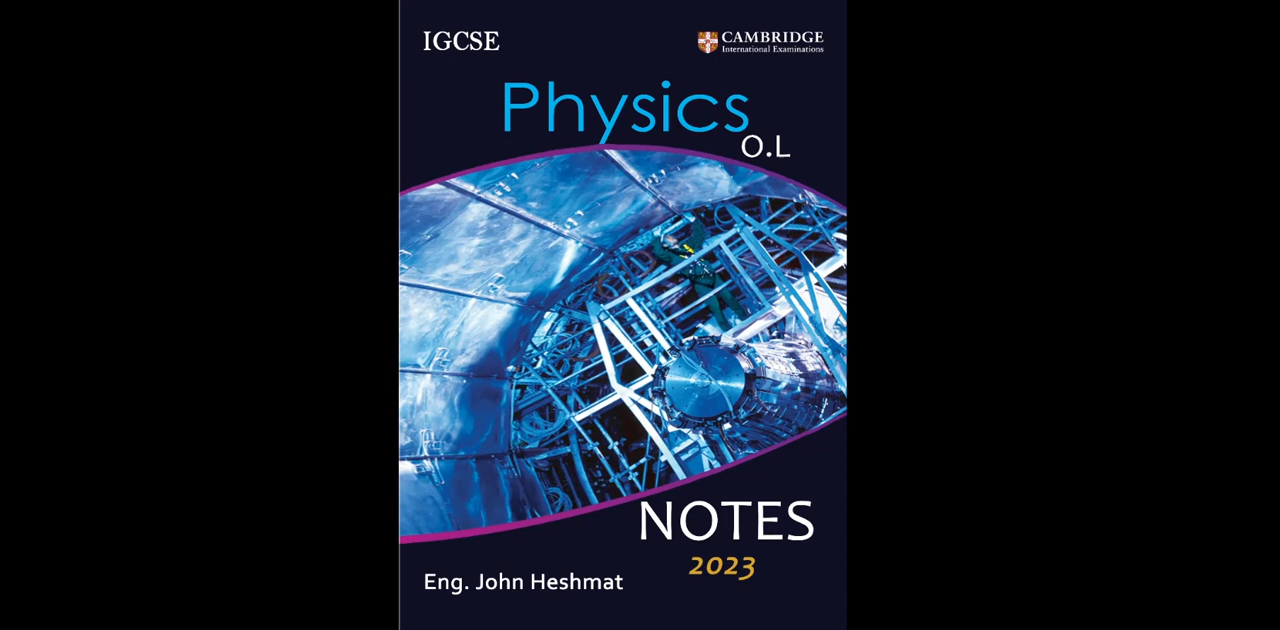 IGCSE
CAMBRIDGE
International Examinations
Physics
O.L
NOTES
2023
Eng. John Heshmat